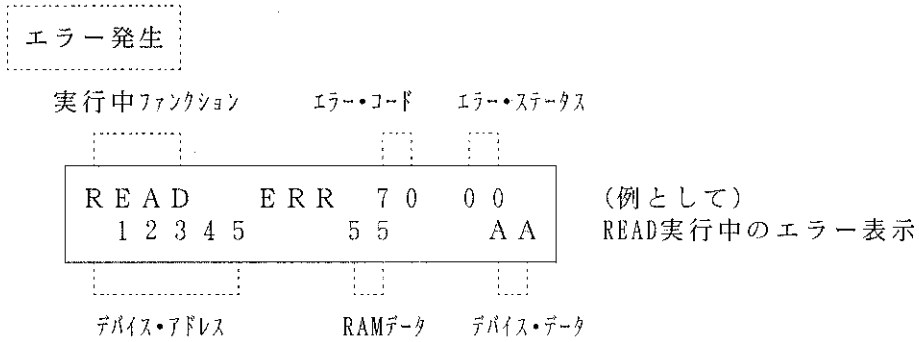 エラー発生
実行中ファンクション エラー・コード エラー・ステータス
READ ERR 70 00 (例として)
12345 55 AA READ実行中のエラー表示
デバイス・アドレス RAMデータ デバイス・データ